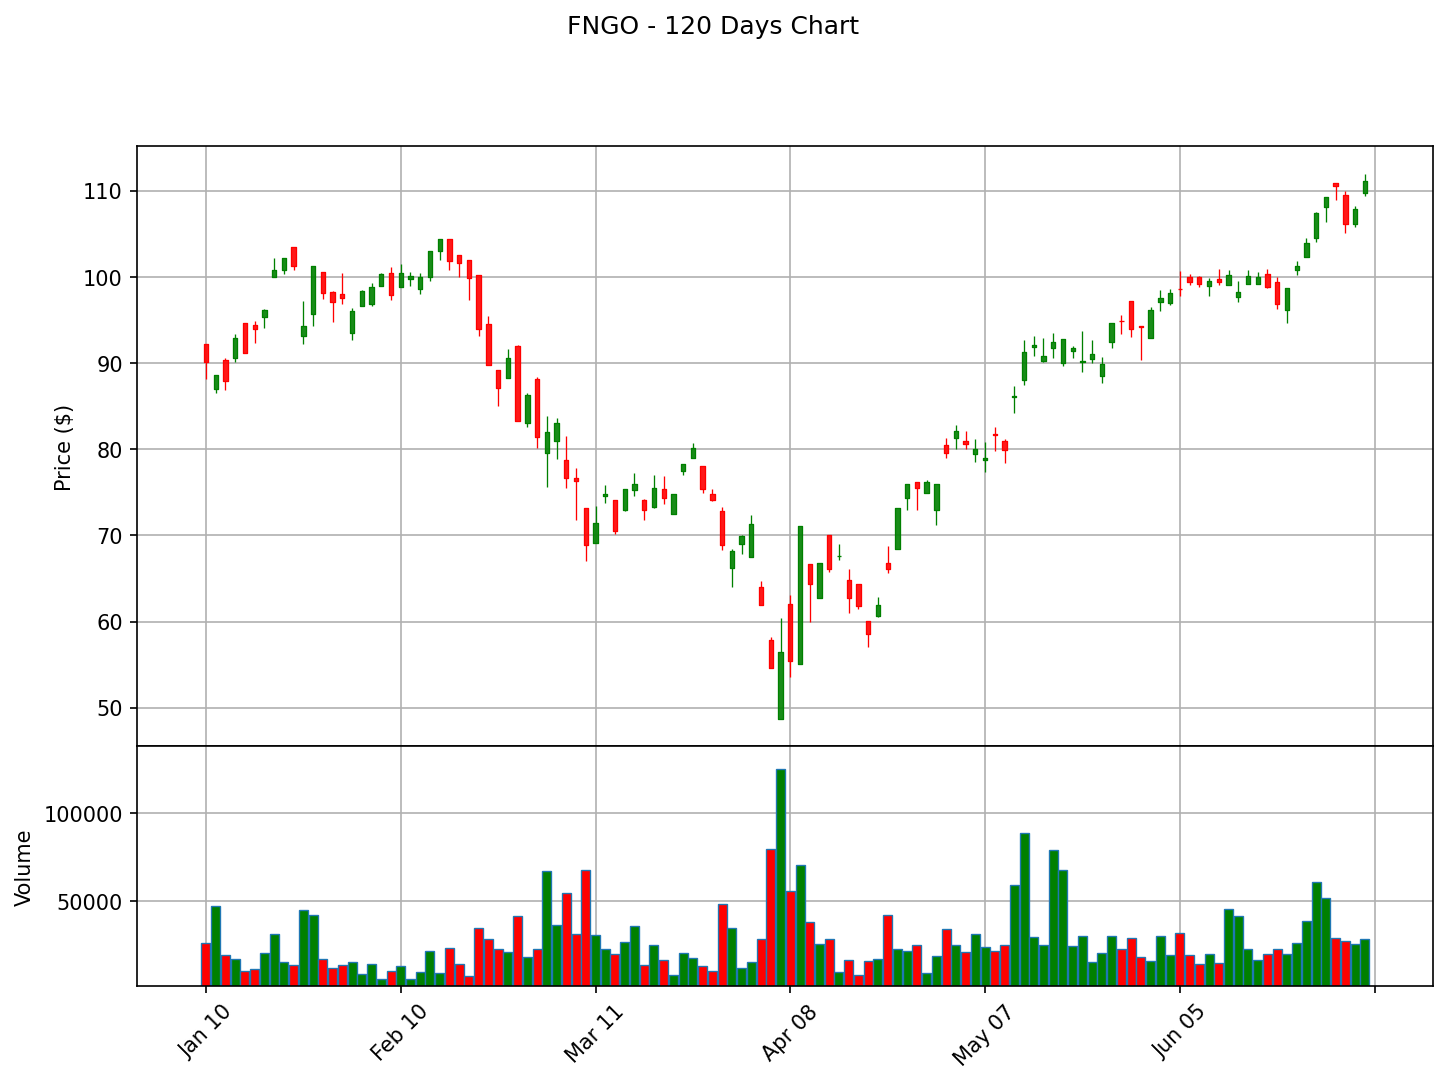 FNGO - 120 Days Chart
Price ($)
110
100
90
80
70
60
50
Volume
100000
50000
Jan 10
Feb 10
Mar 11
Apr 08
May 07
Jun 05